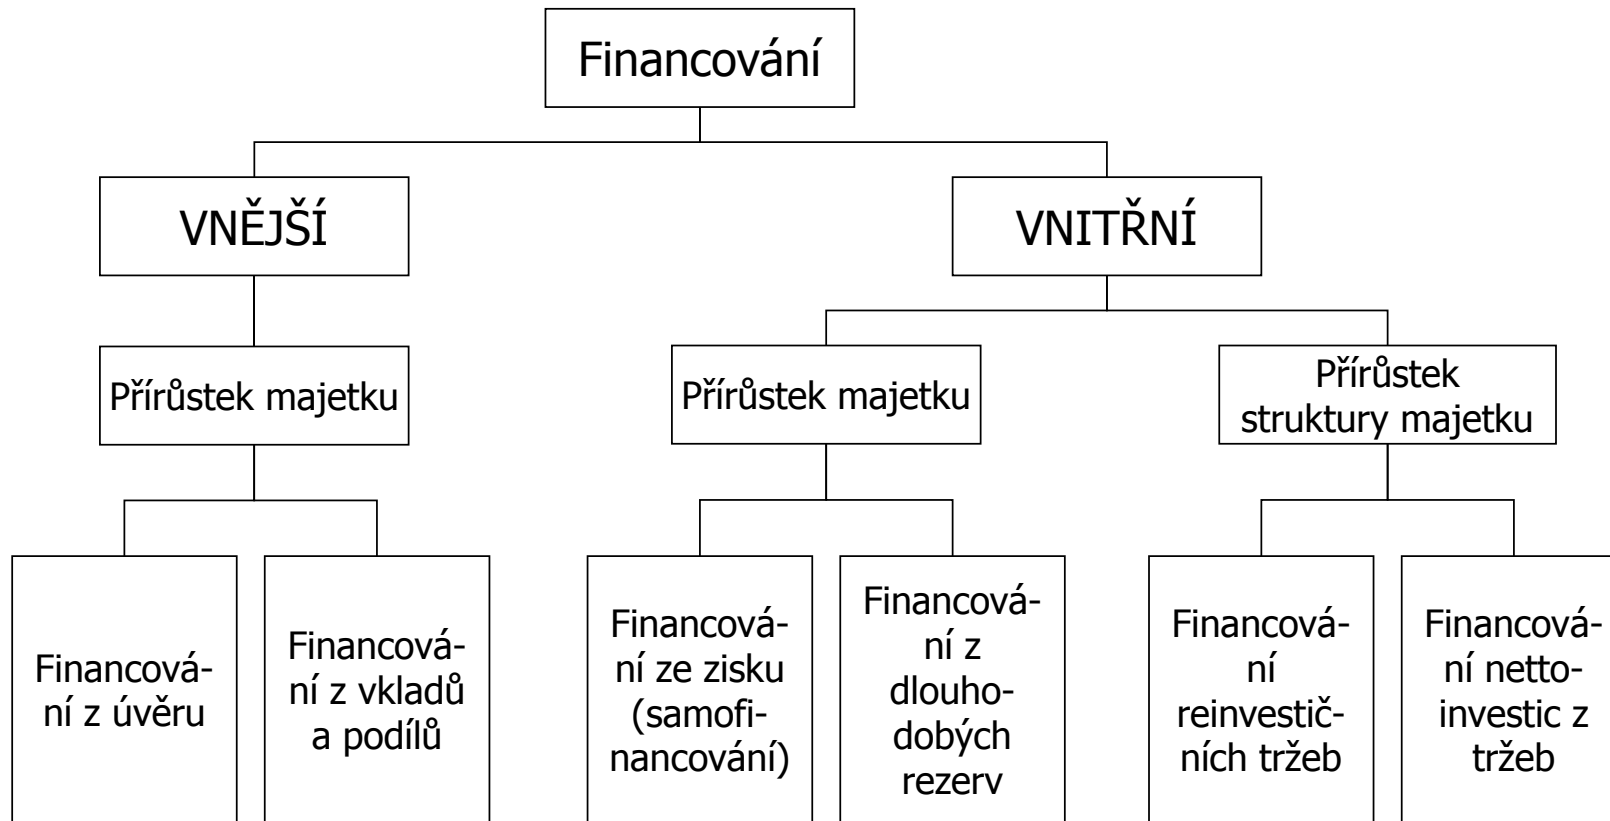 Financování
VNĚJŠÍ
VNITŘNÍ
Přírůstek majetku
Přírůstek majetku
Přírůstek
struktury majetku
Financová-
ní z úvěru
Financová-
ní z vkladů
a podílů
Financová-
ní ze zisku
(samofi-
nancování)
Financová-
ní z
dlouho-
dobých
rezerv
Financová-
ní
reinvestič-
ních tržeb
Financová-
ní netto-
investic z
tržeb